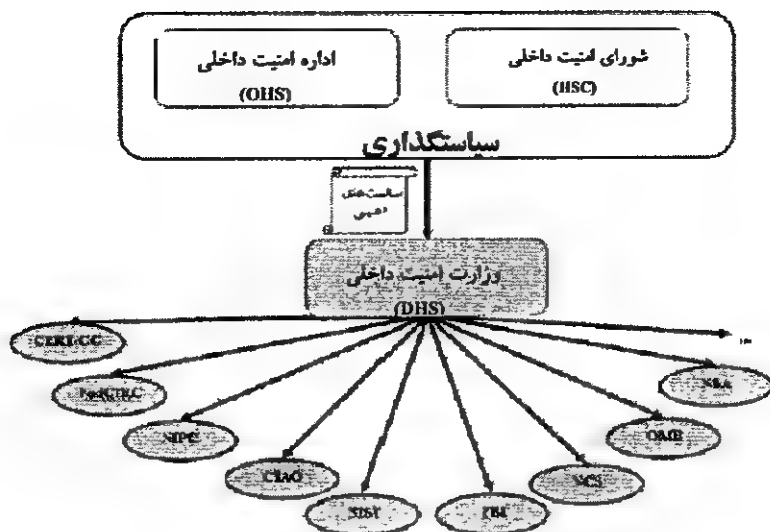 شورای امنیت داخلی
(HSC)
اداره امنیت داخلی
(OHS)
سیاستگذاری
وزارت امنیت داخلی
(DHS)
CERT-CC
FedCIRC
NIPC
CIAO
NIST
FBI
NCS
OMB
NSA
...